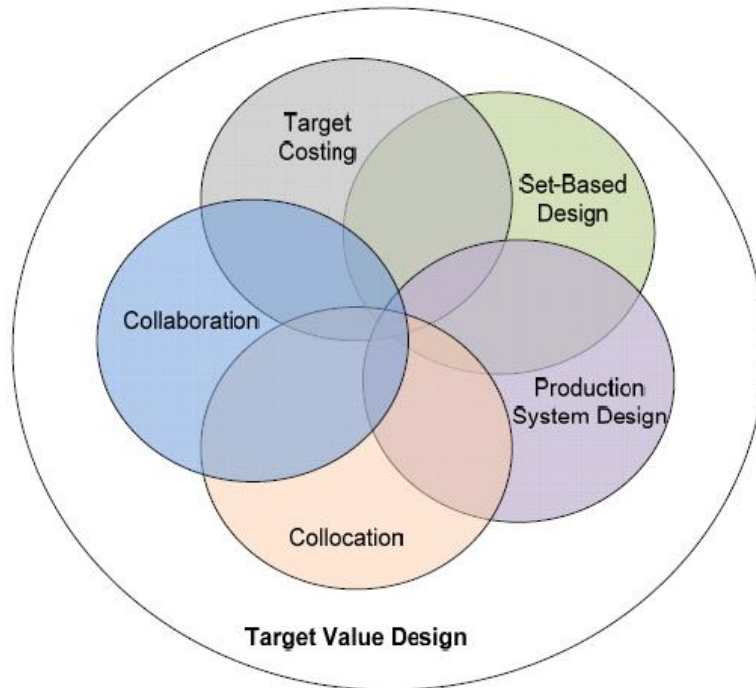 Target
Costing
Set-Based
Design
Collaboration
Production
System Design
Collocation
Target Value Design